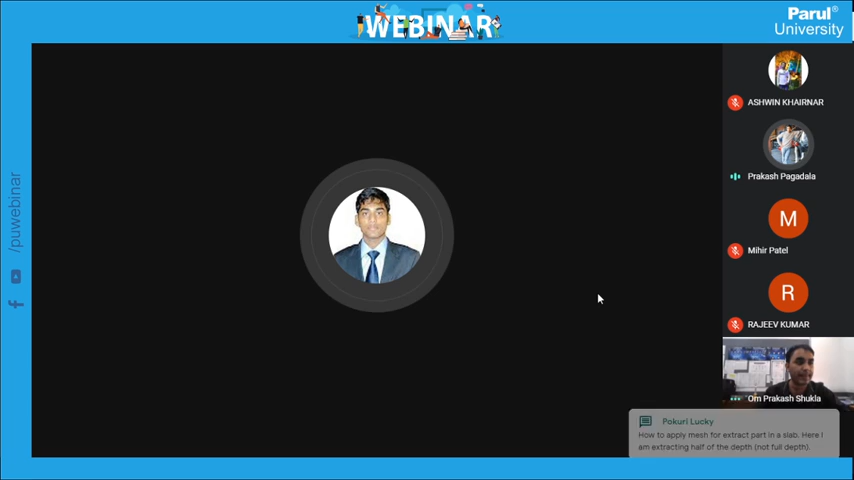 WEBINAR
Parul®
University
/puwebinar
ASHWIN KHAIRNAR
Prakash Pagadala
M
Mihir Patel
R
RAJEEV KUMAR
Om Prakash Shukla
Pokuri Lucky
How to apply mesh for extract part in a slab. Here I
am extracting half of the depth (not full depth).